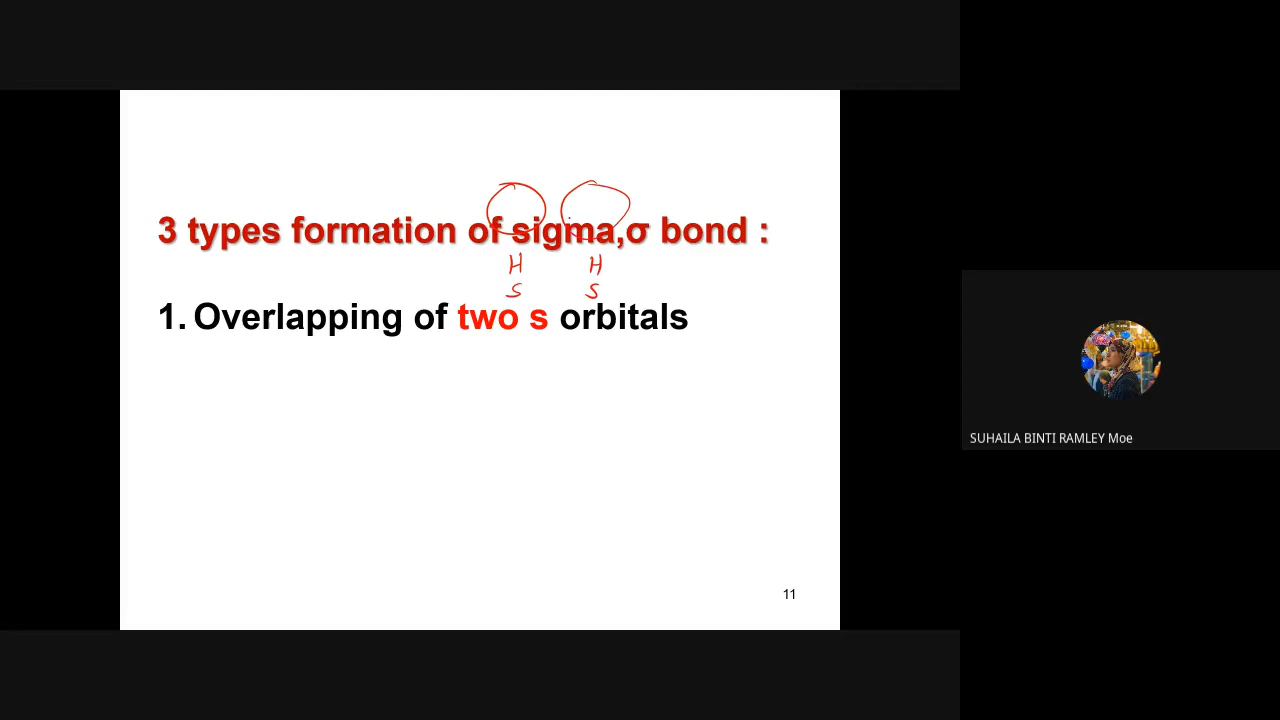 3 types formation of sigma,σ bond :
H H
S S
1. Overlapping of two s orbitals
11
SUHAILA BINTI RAMLEY Moe